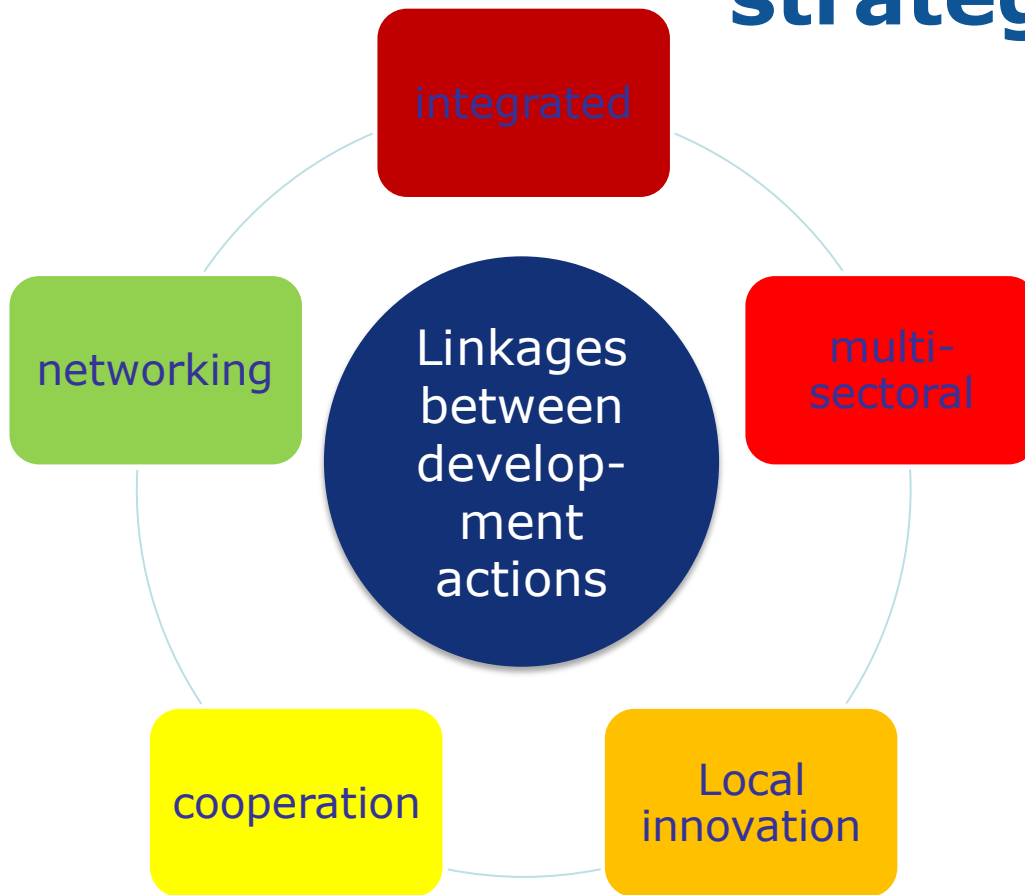 strateg
integrated
multi-
sectoral
networking
Linkages
between
develop-
ment
actions
Local
innovation
cooperation